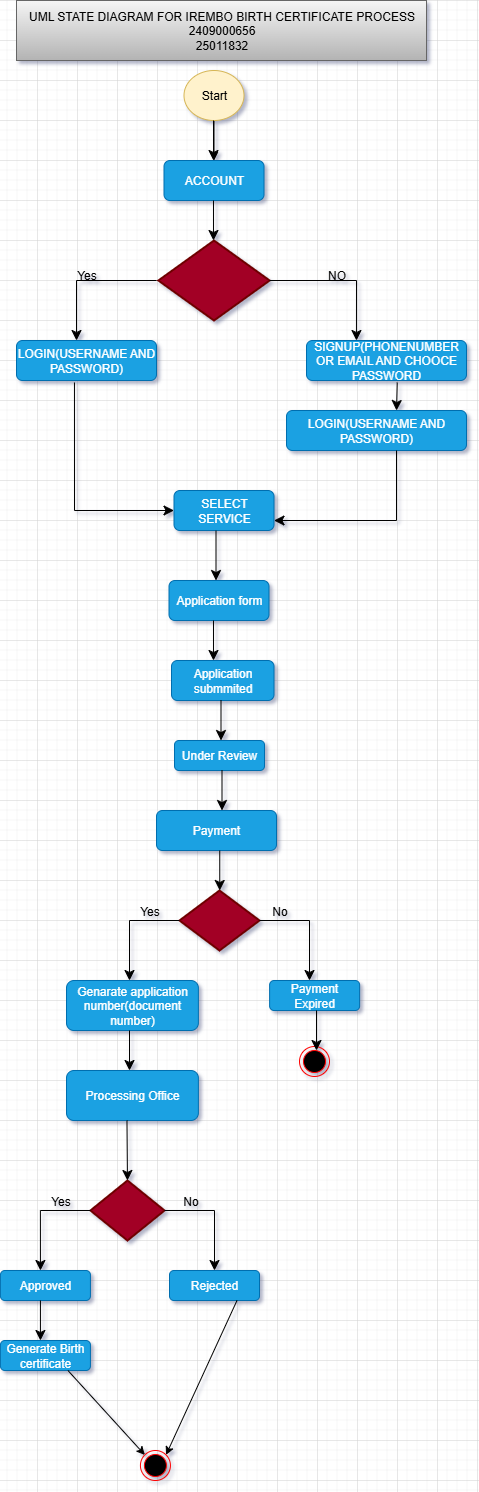 UML STATE DIAGRAM FOR IREMBO BIRTH CERTIFICATE PROCESS
2409000656
25011832
Start
ACCOUNT
Yes
NO
LOGIN(USERNAME AND
PASSWORD)
SIGNUP(PHONENUMBER
OR EMAIL AND CHOOCE
PASSWORD
LOGIN(USERNAME AND
PASSWORD)
SELECT
SERVICE
Application form
Application
submmited
Under Review
Payment
Yes
No
Genarate application
number(document
number)
Payment
Expired
Processing Office
Yes
No
Approved
Rejected
Generate Birth
certificate